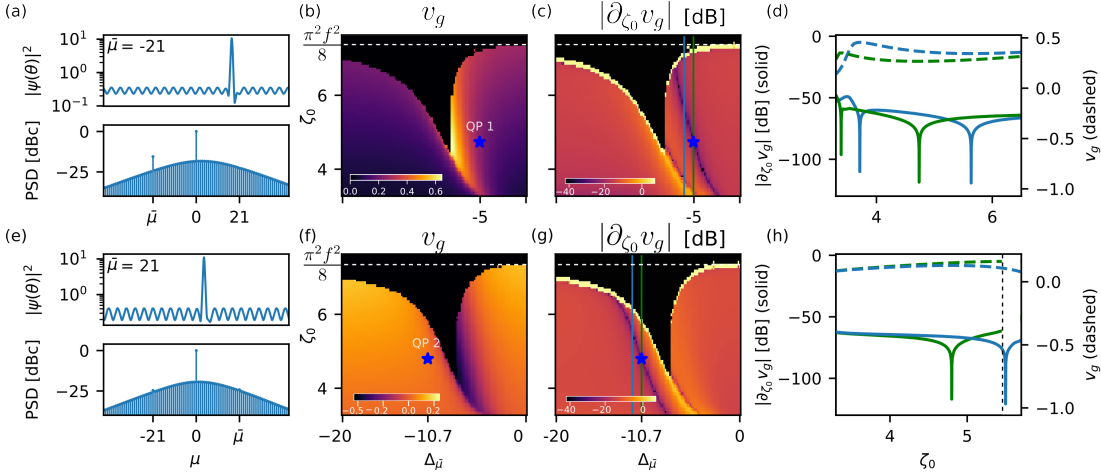 (a)
μ̄ = -21
|ψ(θ)|²
10¹
10⁰
10⁻¹
PSD [dBc]
0
−25
μ̄
0
21
(b)
v_g
π²f²
8
ζ₀
6
4
QP 1
0.0 0.2 0.4 0.6
-5
(c)
|∂_ζ₀ v_g| [dB]
−40 −20 0
-5
(d)
|∂_ζ₀ v_g| [dB] (solid)
0
−50
−100
4
6
v_g (dashed)
0.5
0.0
−0.5
−1.0
(e)
μ̄ = 21
|ψ(θ)|²
10¹
10⁰
PSD [dBc]
0
−25
-21
0
μ̄
μ
(f)
v_g
π²f²
8
ζ₀
6
4
QP 2
−0.5 −0.2 0.0 0.2
−20
−10.7
0
Δ_μ̄
(g)
|∂_ζ₀ v_g| [dB]
−40 −20 0
−20
-10.7
0
Δ_μ̄
(h)
|∂_ζ₀ v_g| [dB] (solid)
0
−50
−100
4
5
ζ₀
v_g (dashed)
0.0
−0.5
−1.0